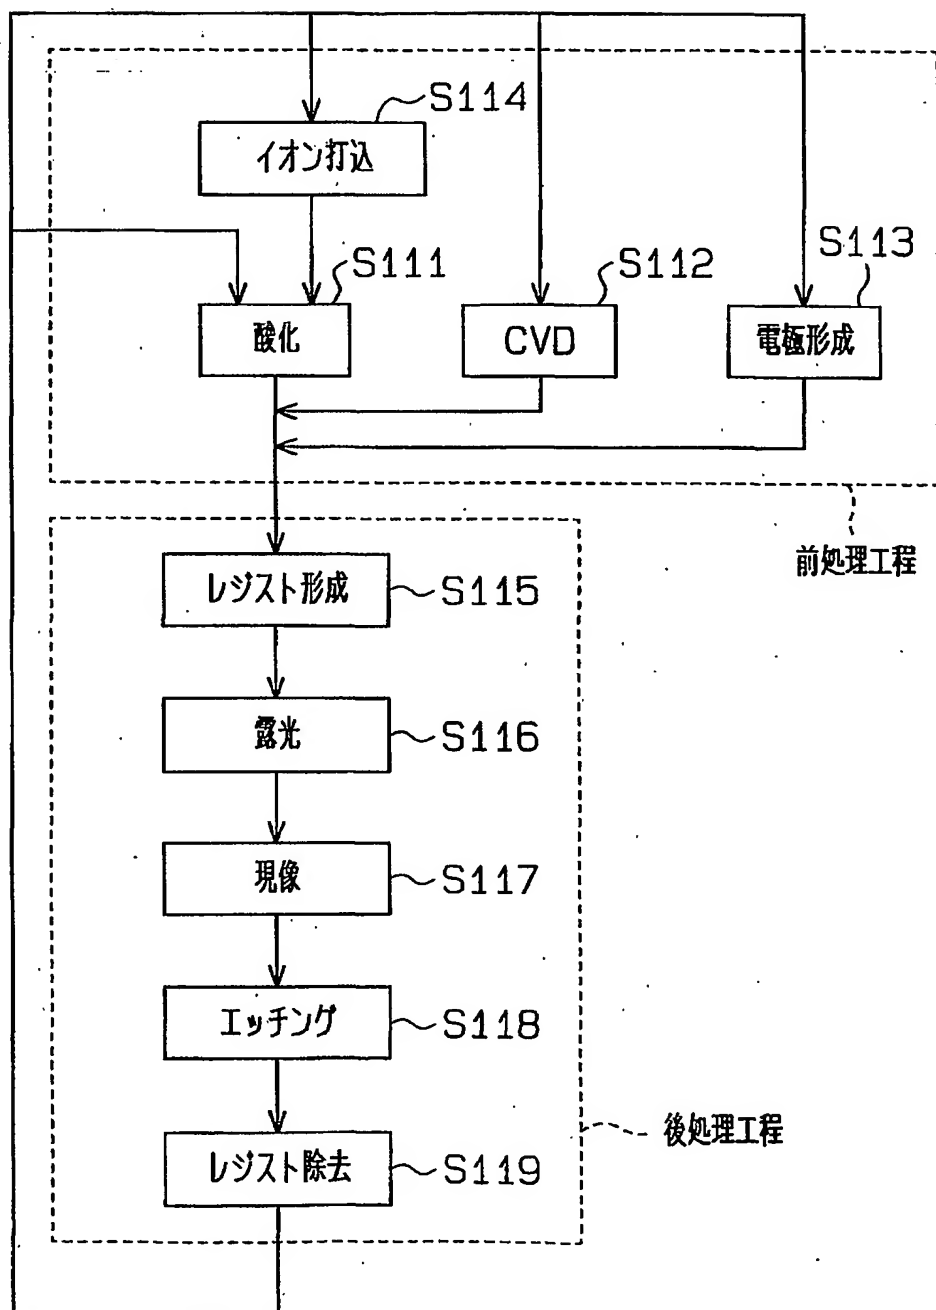 S114
イオン打込
S111
S112
S113
酸化
CVD
電極形成
前処理工程
レジスト形成
S115
露光
S116
現像
S117
エッチング
S118
後処理工程
レジスト除去
S119